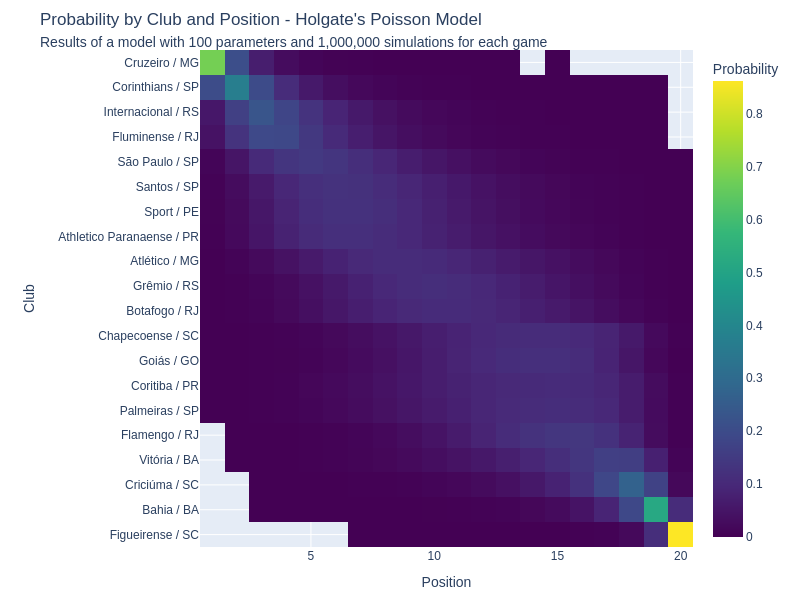 Probability by Club and Position - Holgate's Poisson Model
Results of a model with 100 parameters and 1,000,000 simulations for each game
Probability
Cruzeiro / MG
Corinthians / SP
Internacional / RS
Fluminense / RJ
São Paulo / SP
Santos / SP
Sport / PE
Athletico Paranaense / PR
Atlético / MG
Grêmio / RS
Botafogo / RJ
Chapecoense / SC
Goiás / GO
Coritiba / PR
Palmeiras / SP
Flamengo / RJ
Vitória / BA
Criciúma / SC
Bahia / BA
Figueirense / SC
Club
5
10
15
20
Position
0.8
0.7
0.6
0.5
0.4
0.3
0.2
0.1
0